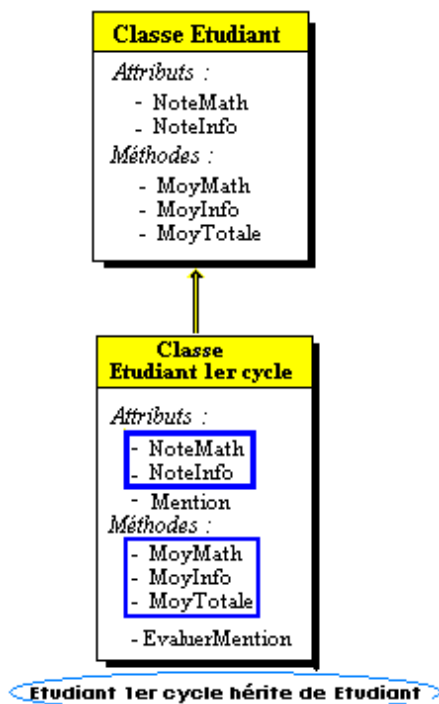 Classe Etudiant
Attributs :
- NoteMath
- NoteInfo
Méthodes :
- MoyMath
- MoyInfo
- MoyTotale
Classe
Etudiant 1er cycle
Attributs :
- NoteMath
- NoteInfo
- Mention
Méthodes :
- MoyMath
- MoyInfo
- MoyTotale
- EvaluerMention
Etudiant 1er cycle hérite de Etudiant